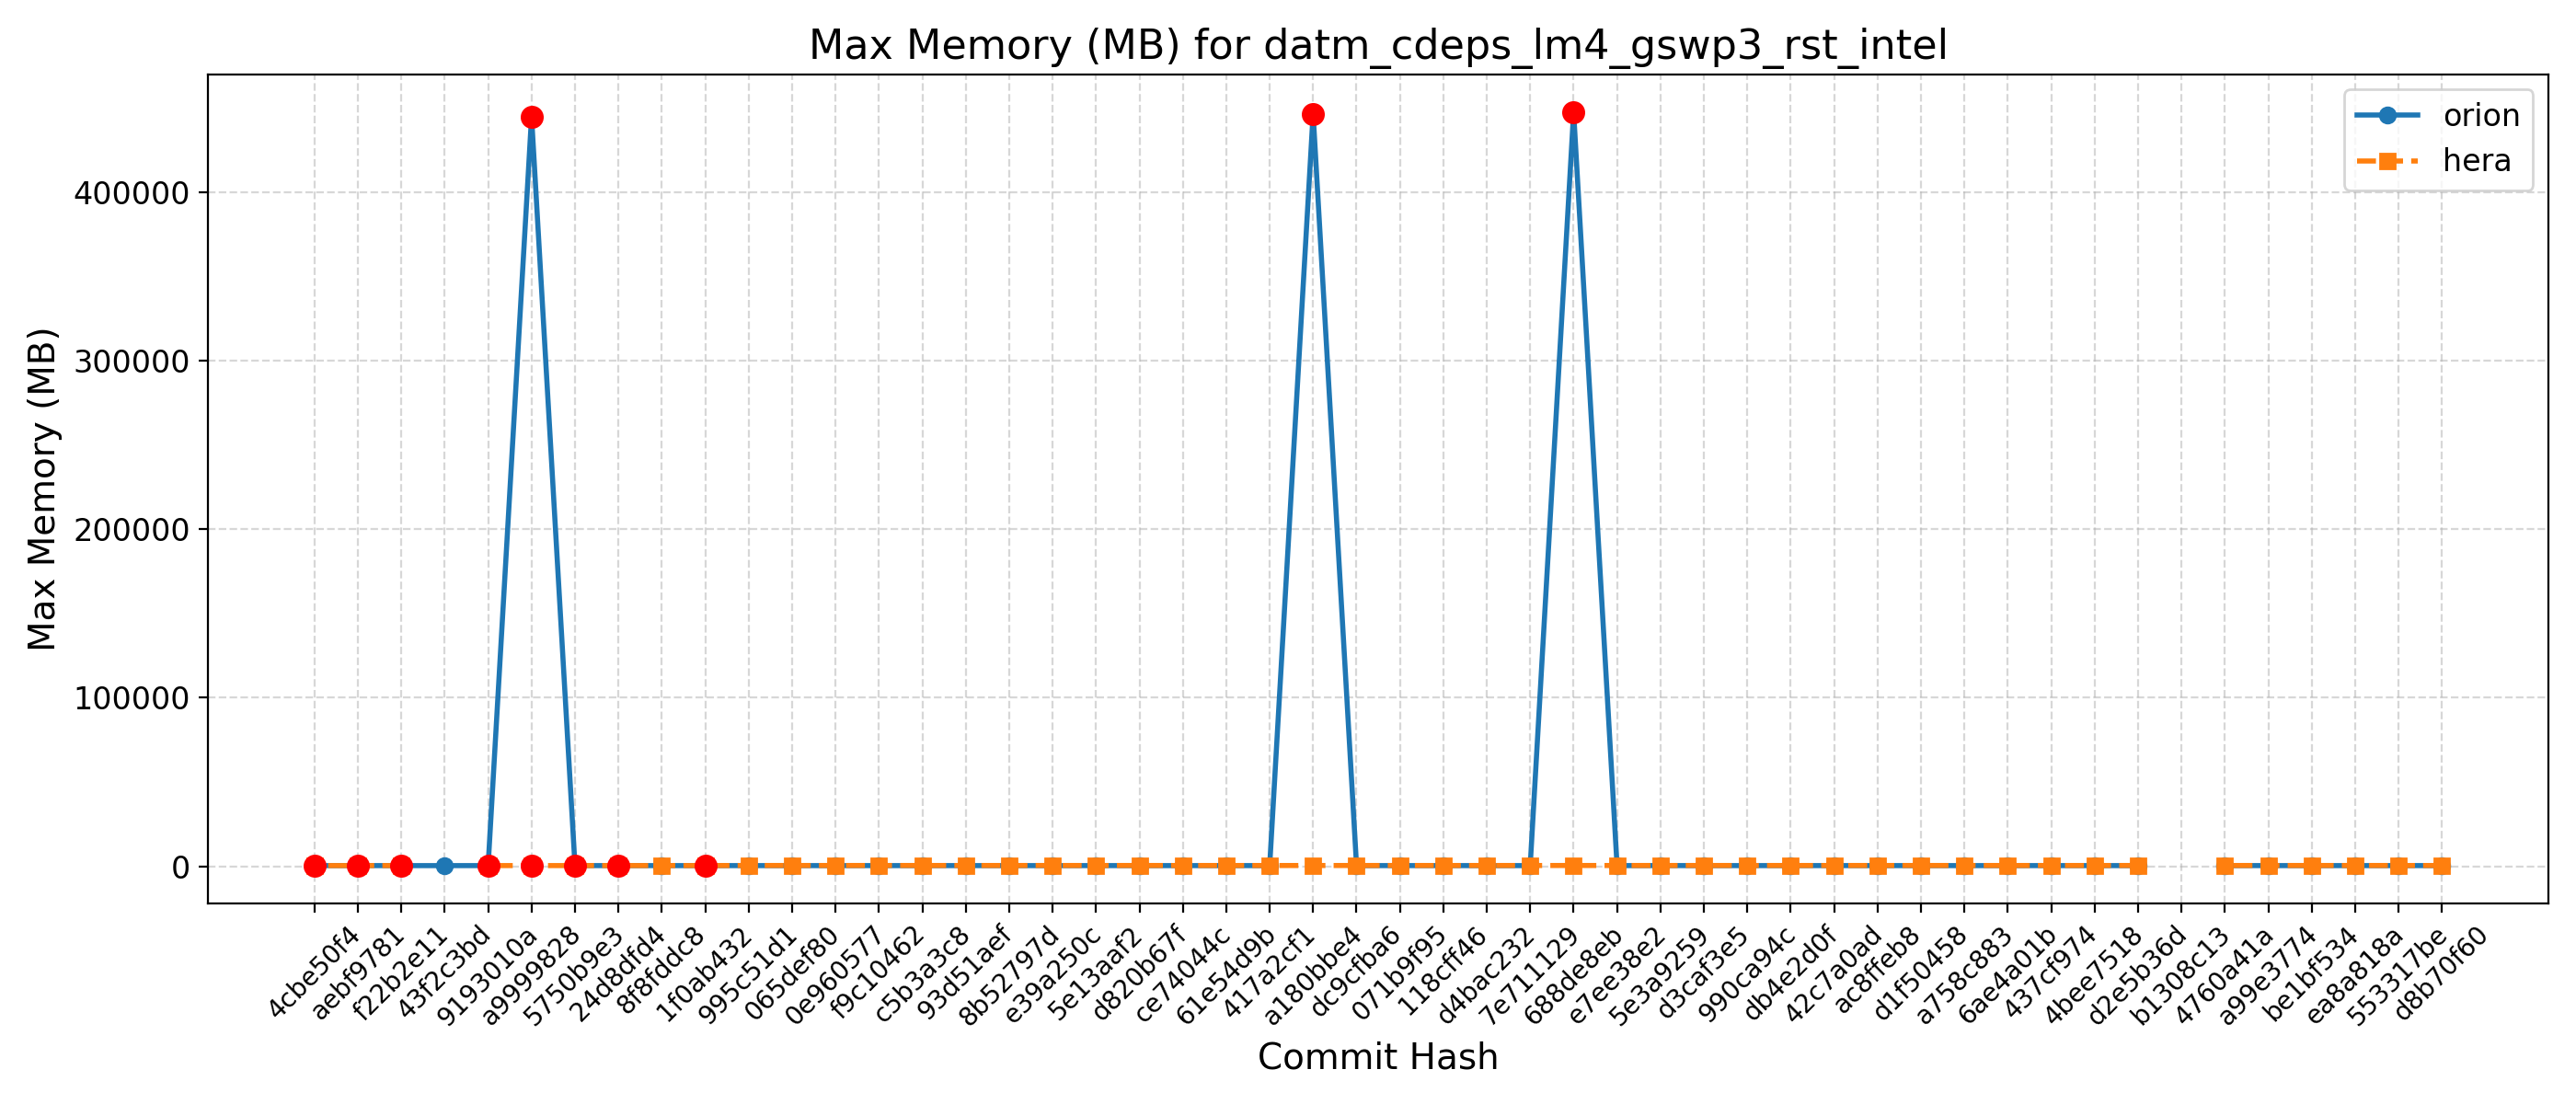 Max Memory (MB) for datm_cdeps_lm4_gswp3_rst_intel
orion
hera
Max Memory (MB)
400000
300000
200000
100000
0
4cbe50f4
aebf9781
f22b2e11
43f2c3bd
9193010a
a9999828
5750b9e3
24d8dfd4
8f8fddc8
1f0ab432
995c51d1
065def80
0e960577
f9c10462
c5b3a3c8
93d51aef
8b52797d
e39a250c
5e13aaf2
d820b67f
ce74044c
61e54d9b
417a2cf1
a180bbe4
dc9cfba6
071b9f95
118cff46
d4bac232
7e711129
688de8eb
e7ee38e2
5e3a9259
d3caf3e5
990ca94c
db4e2d0f
42c7a0ad
ac8ffeb8
d1f50458
a758c883
6ae4a01b
437cf974
4bee7518
d2e5b36d
b1308c13
4760a41a
a99e3774
be1bf534
ea8a818a
553317be
d8b70f60
Commit Hash